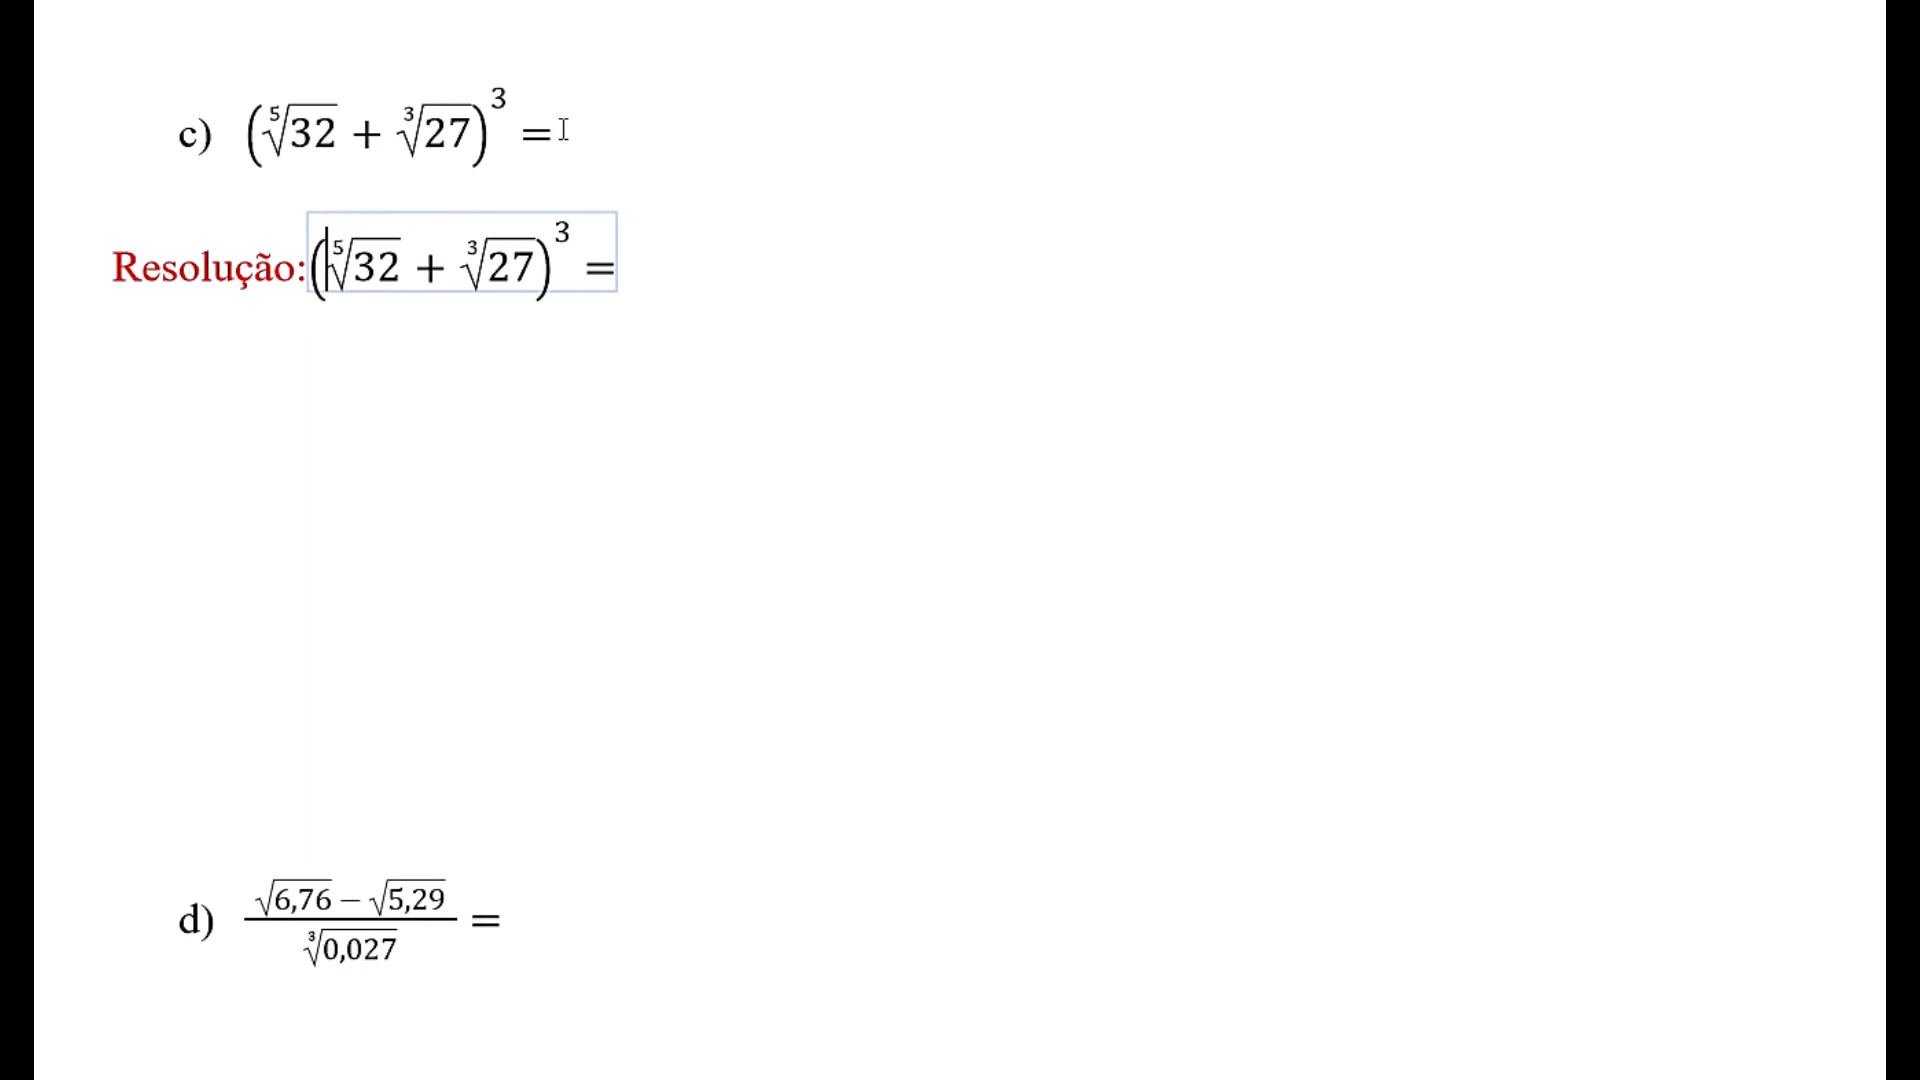 c) (⁵√32 + ³√27)³ =
Resolução: (⁵√32 + ³√27)³ =
d) (√6,76 − √5,29) / ³√0,027 =